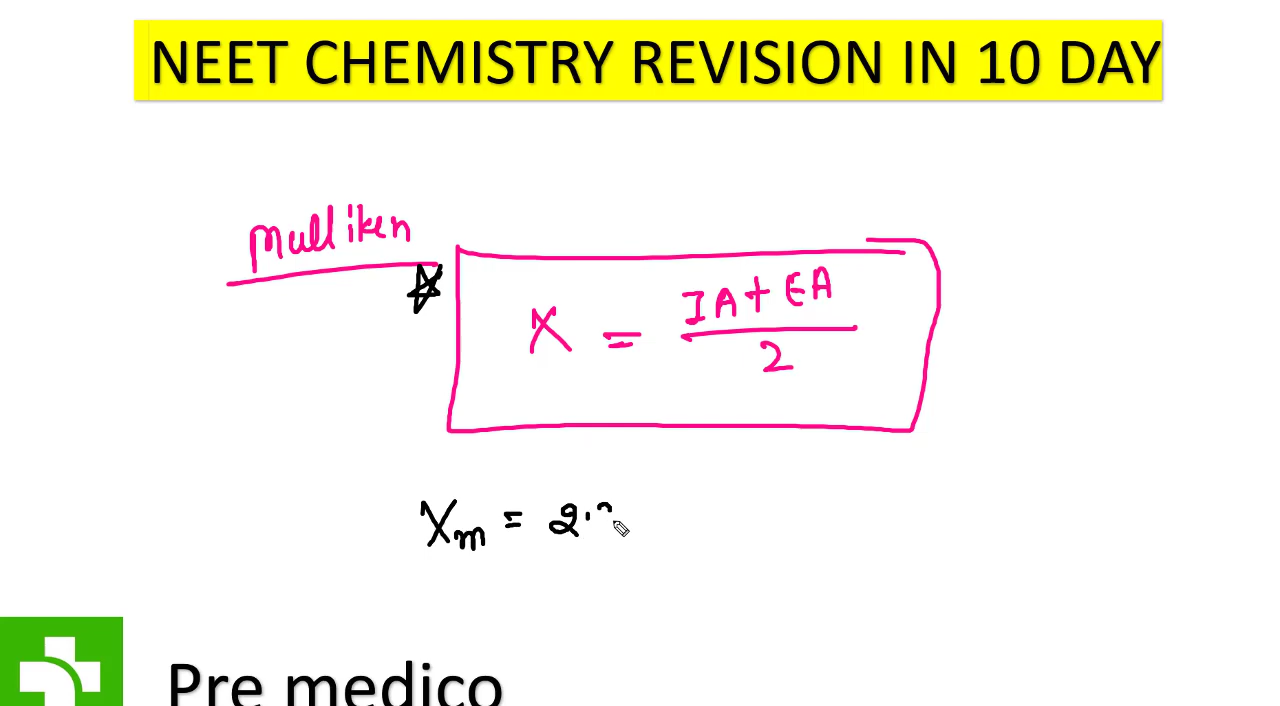 NEET CHEMISTRY REVISION IN 10 DAY
Mulliken
X = IA + EA
2
Xm = 2.
Pre medico